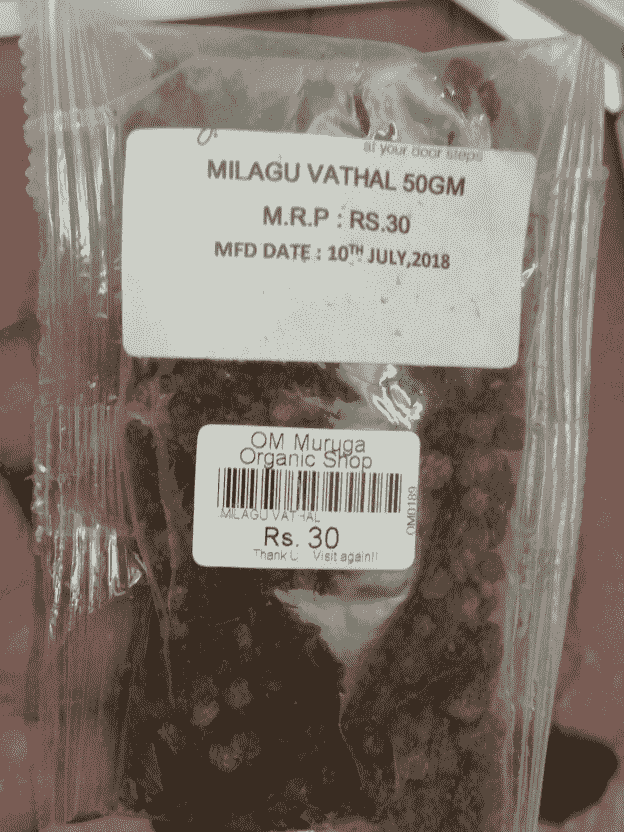 at your door steps
MILAGU VATHAL 50GM
M.R.P : RS.30
MFD DATE : 10TH JULY,2018
OM Muruga
Organic Shop
MILAGU VATHAL
OM0189
Rs. 30
Thank U Visit again!!